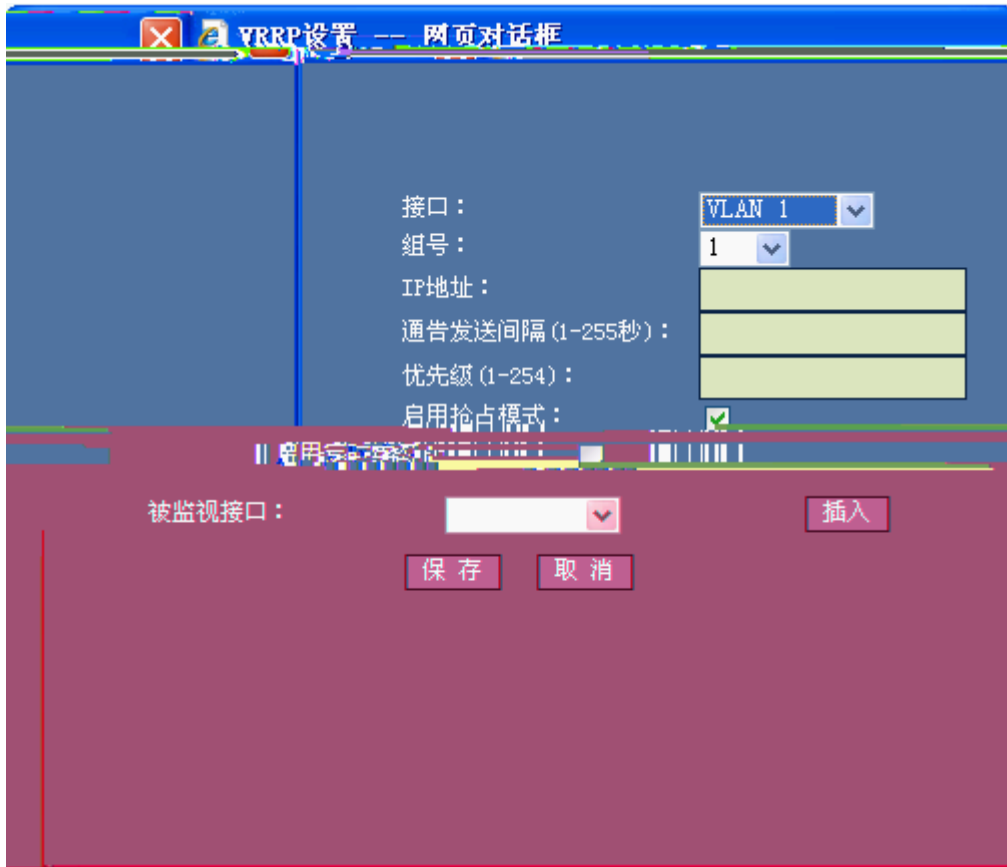 VRRP设置 -- 网页对话框
接口：
VLAN 1
组号：
1
IP地址：
通告发送间隔(1-255秒)：
优先级(1-254)：
启用抢占模式：
启用
被监视接口：
插入
保 存
取 消